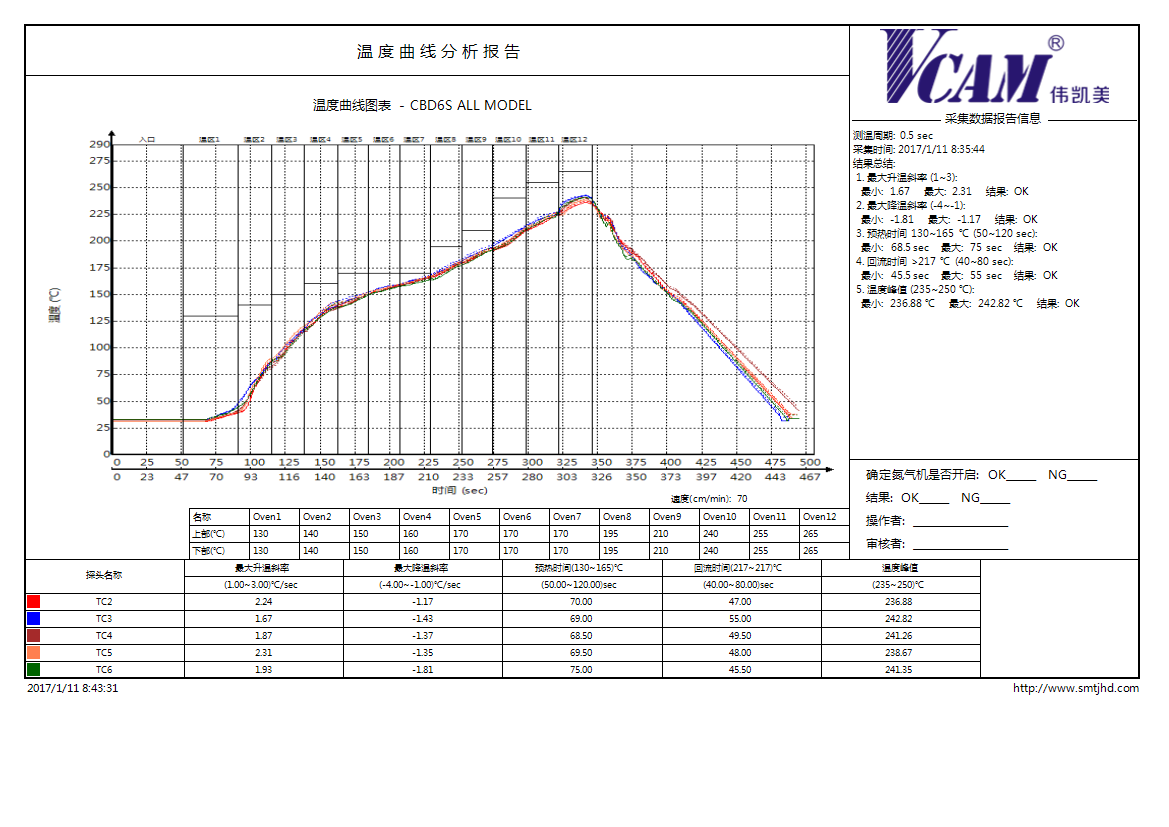 温度曲线分析报告
VCAM®
伟凯美
温度曲线图表 - CBD6S ALL MODEL
采集数据报告信息
测温周期: 0.5 sec
采集时间: 2017/1/11 8:35:44
结果总结:
1. 最大升温斜率 (1~3):
最小: 1.67 最大: 2.31 结果: OK
2. 最大降温斜率 (-4~-1):
最小: -1.81 最大: -1.17 结果: OK
3. 预热时间 130~165 ℃ (50~120 sec):
最小: 68.5 sec 最大: 75 sec 结果: OK
4. 回流时间 >217 ℃ (40~80 sec):
最小: 45.5 sec 最大: 55 sec 结果: OK
5. 温度峰值 (235~250 ℃):
最小: 236.88 ℃ 最大: 242.82 ℃ 结果: OK
入口 温区1 温区2 温区3 温区4 温区5 温区6 温区7 温区8 温区9 温区10 温区11 温区12
290
275
250
225
200
175
150
125
100
75
50
25
0
温度 (℃)
0 25 50 75 100 125 150 175 200 225 250 275 300 325 350 375 400 425 450 475 500
0 23 47 70 93 116 140 163 187 210 233 257 280 303 326 350 373 397 420 443 467
时间 (sec)
速度(cm/min): 70
确定氮气机是否开启: OK_____ NG_____
结果: OK_____ NG_____
操作者: ________________
审核者: ________________
名称 Oven1 Oven2 Oven3 Oven4 Oven5 Oven6 Oven7 Oven8 Oven9 Oven10 Oven11 Oven12
上部(℃) 130 140 150 160 170 170 170 195 210 240 255 265
下部(℃) 130 140 150 160 170 170 170 195 210 240 255 265
探头名称 最大升温斜率 最大降温斜率 预热时间(130~165)℃ 回流时间(217~217)℃ 温度峰值
(1.00~3.00)℃/sec (-4.00~-1.00)℃/sec (50.00~120.00)sec (40.00~80.00)sec (235~250)℃
TC2 2.24 -1.17 70.00 47.00 236.88
TC3 1.67 -1.43 69.00 55.00 242.82
TC4 1.87 -1.37 68.50 49.50 241.26
TC5 2.31 -1.35 69.50 48.00 238.67
TC6 1.93 -1.81 75.00 45.50 241.35
2017/1/11 8:43:31
http://www.smtjhd.com